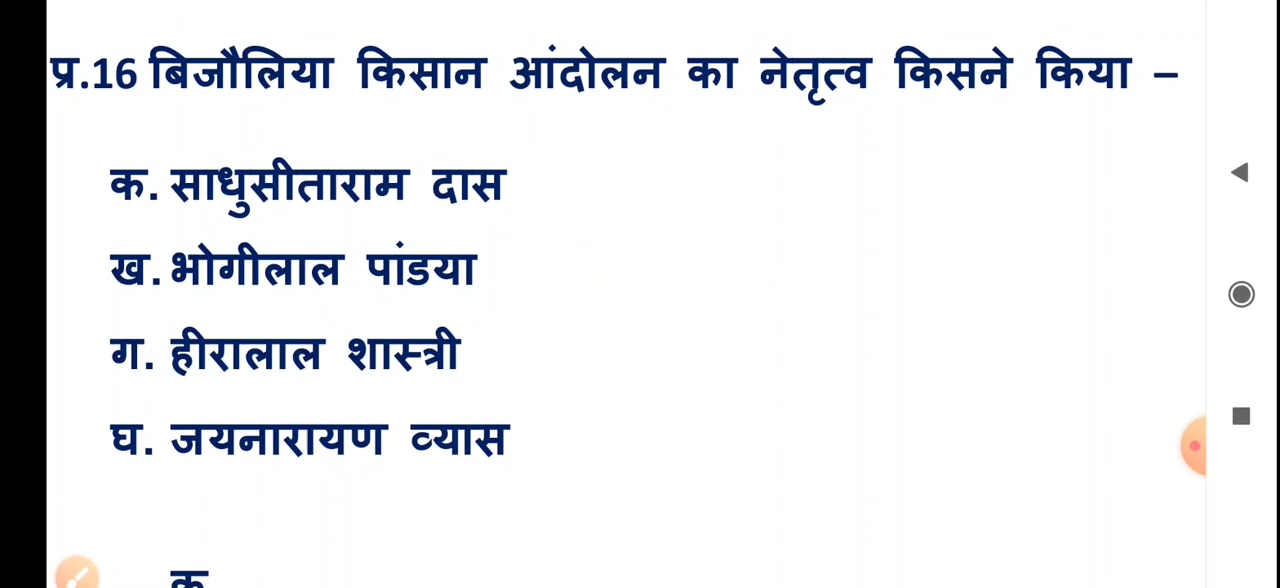 प्र.16 बिजौलिया किसान आंदोलन का नेतृत्व किसने किया –
क. साधुसीताराम दास
ख. भोगीलाल पांडया
ग. हीरालाल शास्त्री
घ. जयनारायण व्यास
क